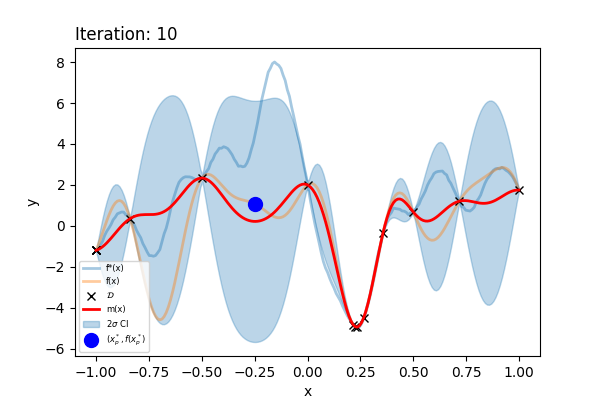 Iteration: 10
y
8
6
4
2
0
−2
−4
−6
f*(x)
f(x)
𝒟
m(x)
2σ CI
(x_p^*, f(x_p^*))
−1.00 −0.75 −0.50 −0.25 0.00 0.25 0.50 0.75 1.00
x